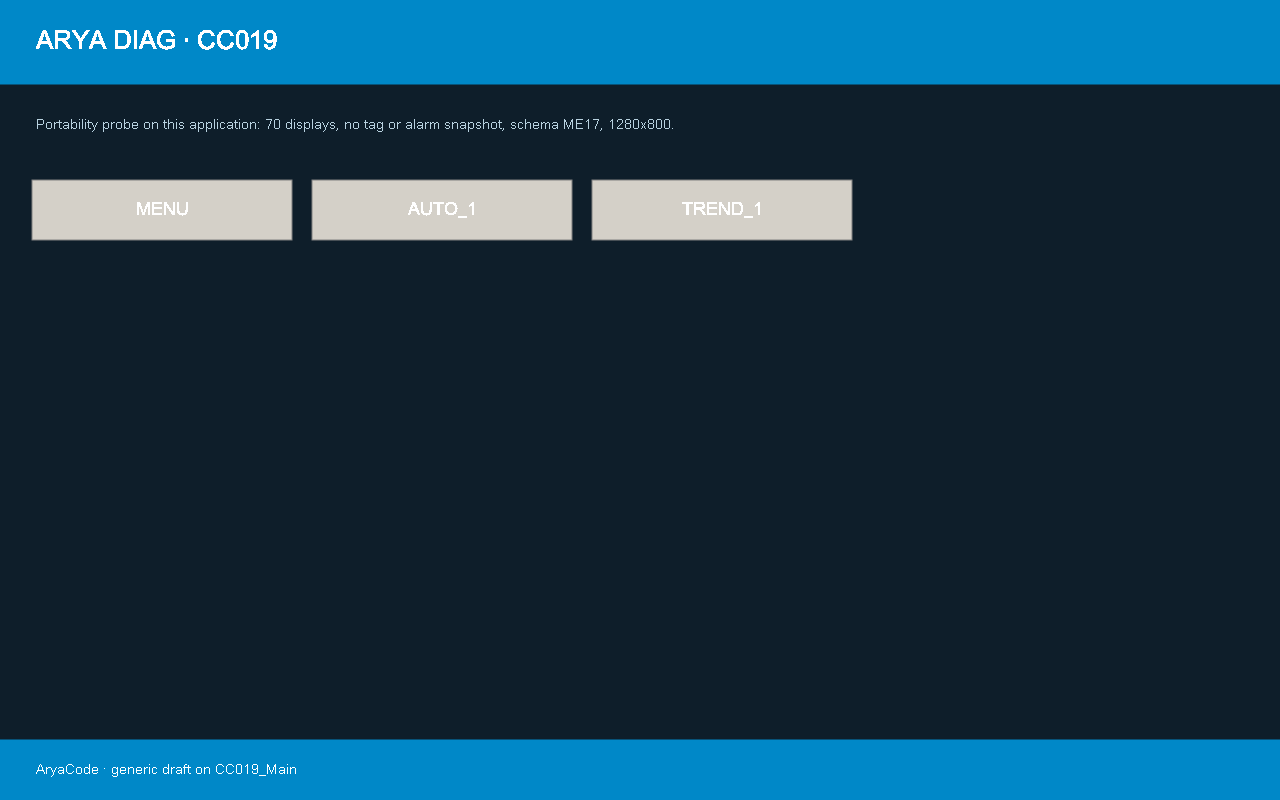 ARYA DIAG · CC019
Portability probe on this application: 70 displays, no tag or alarm snapshot, schema ME17, 1280x800.
MENU AUTO_1 TREND_1
AryaCode · generic draft on CC019_Main